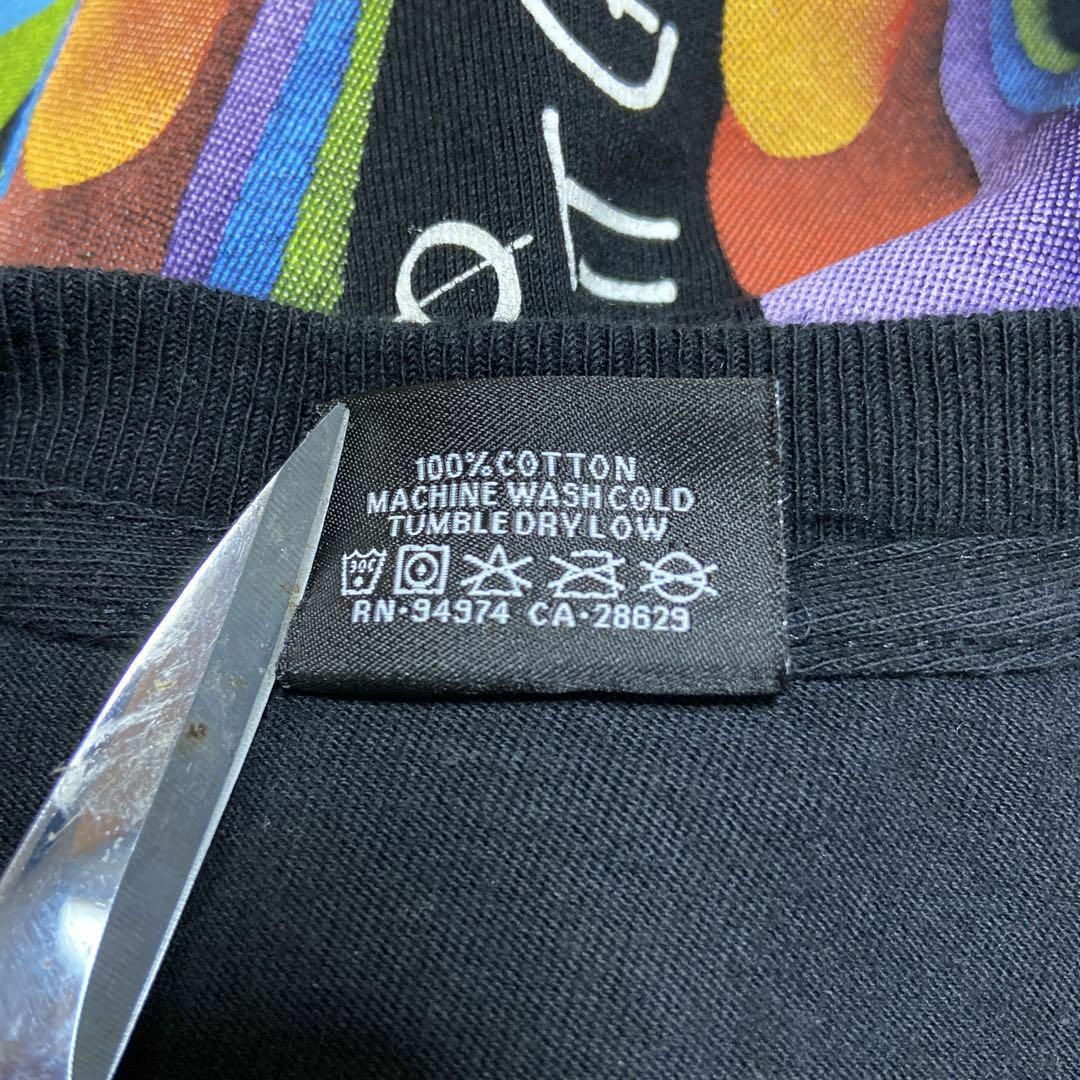 100% COTTON
MACHINE WASH COLD
TUMBLE DRY LOW
30C
RN·94974 CA·28629